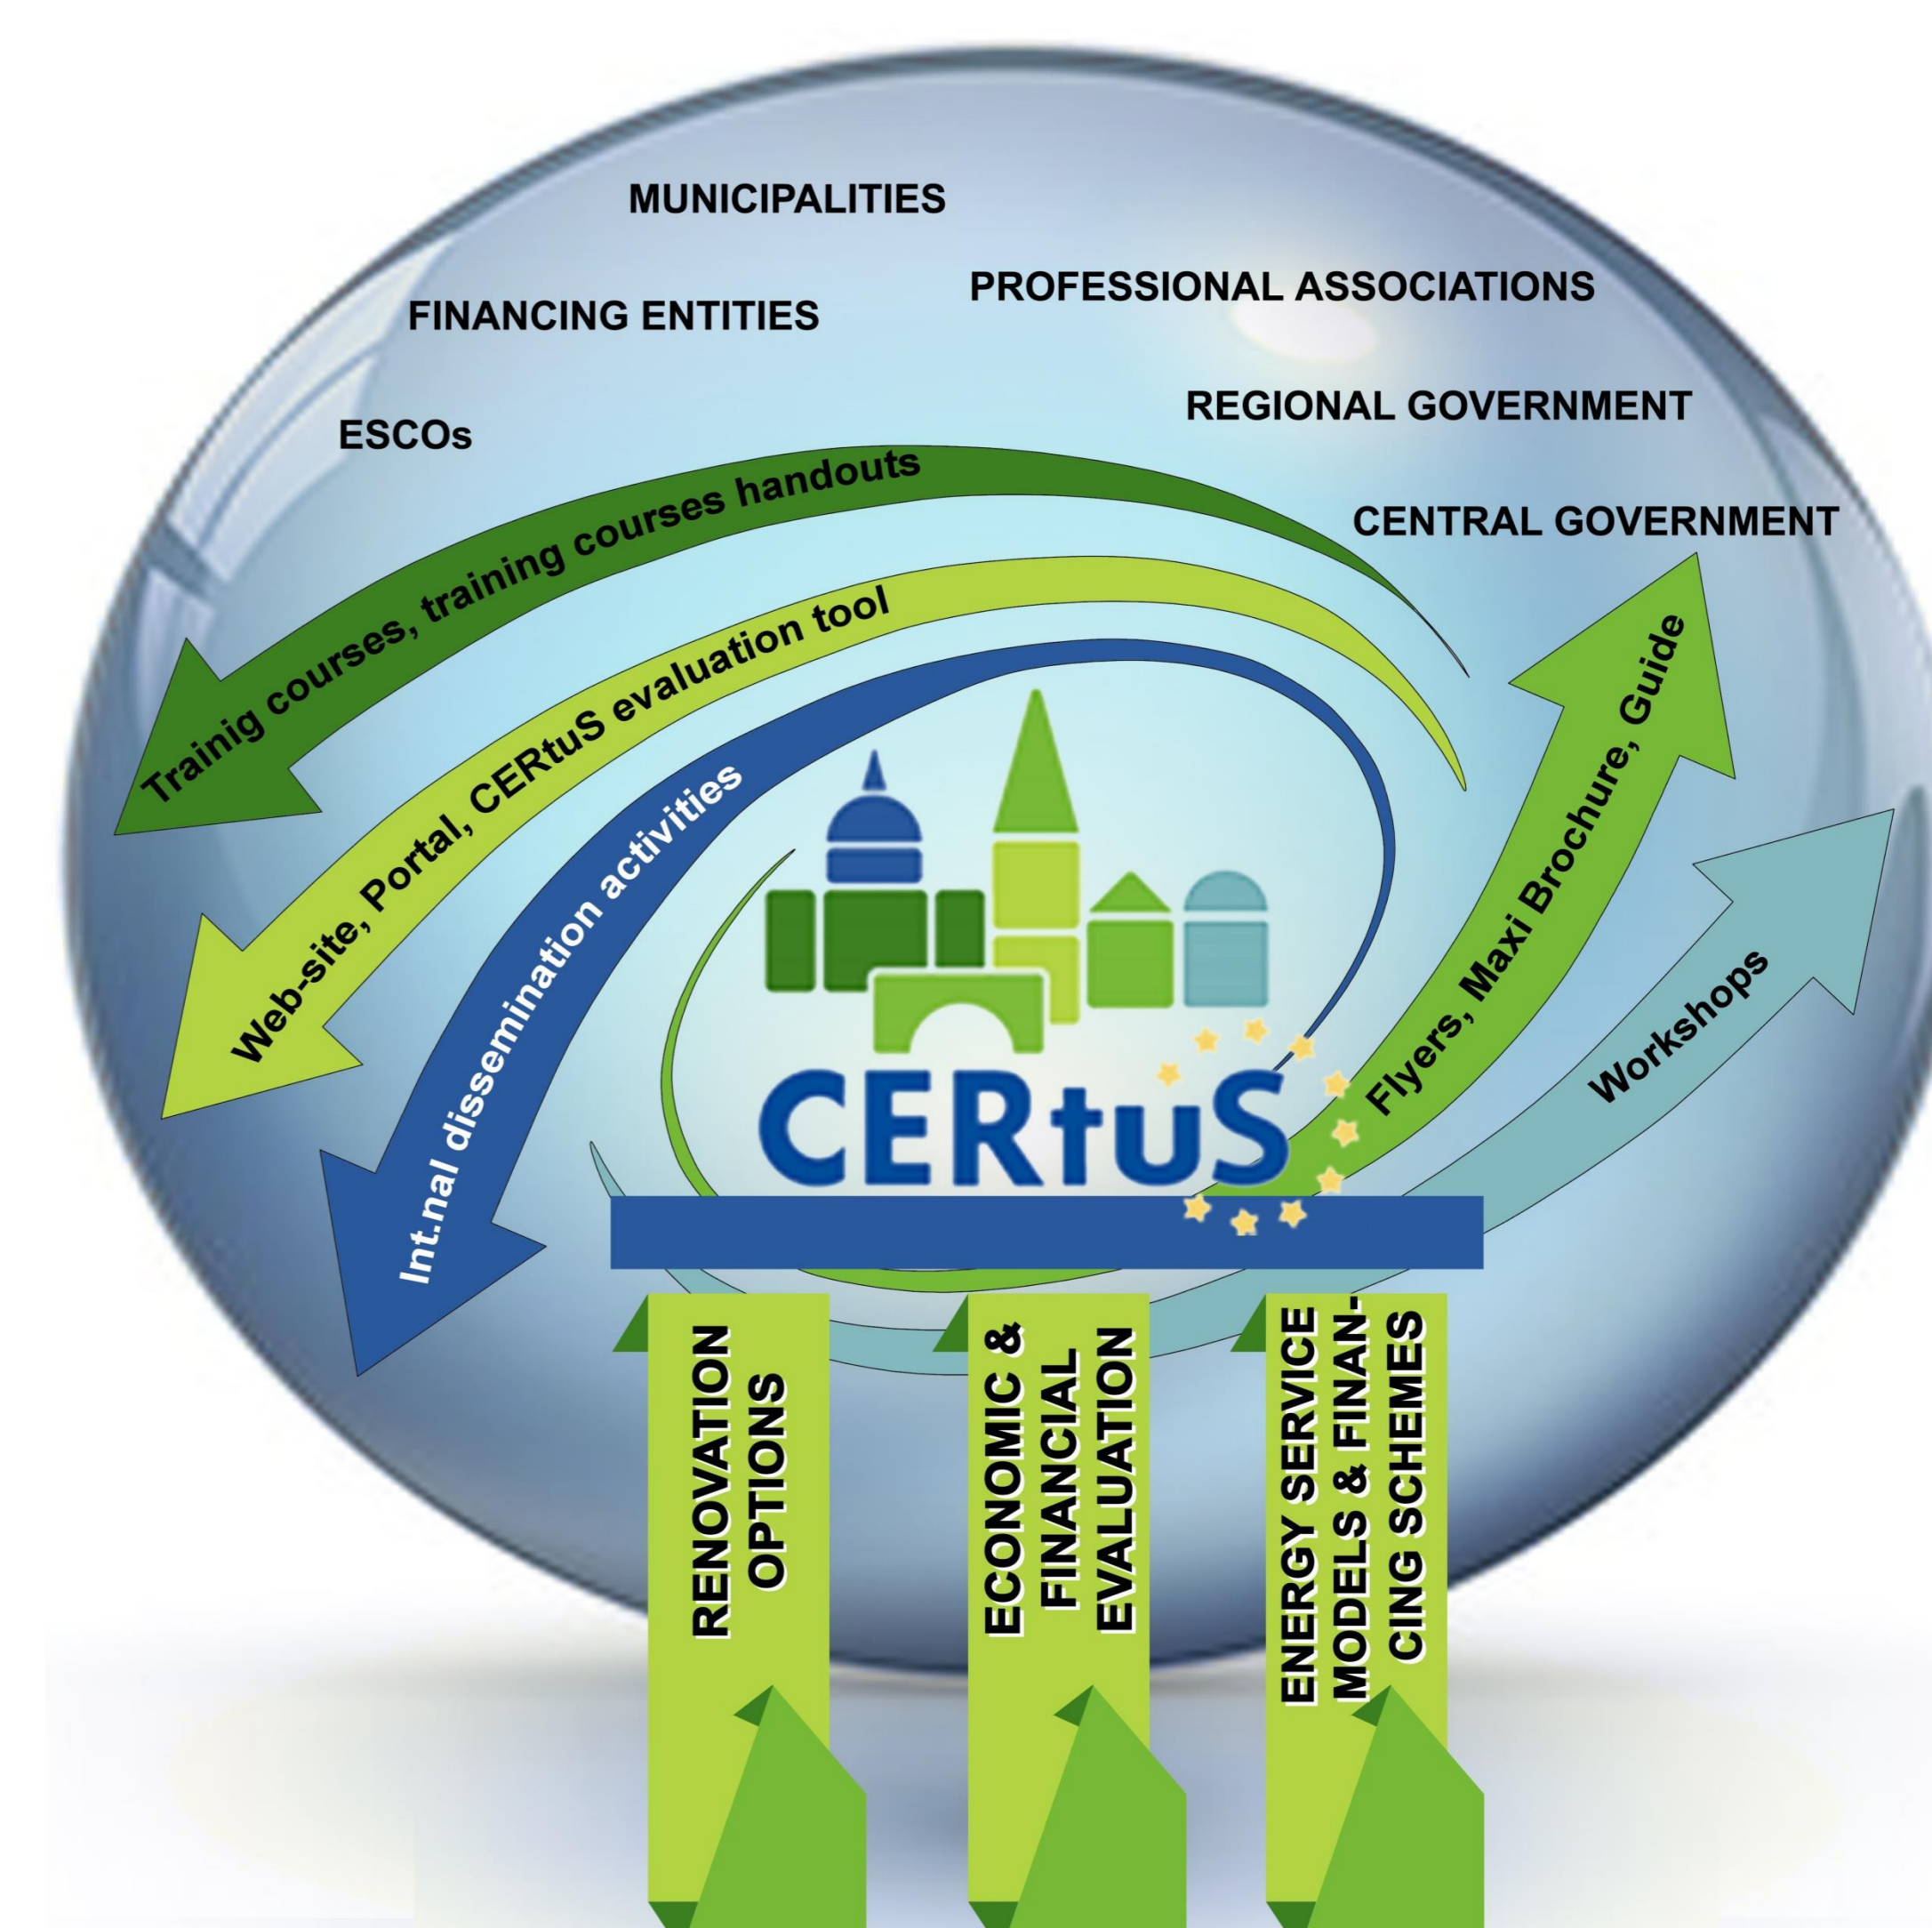 MUNICIPALITIES
PROFESSIONAL ASSOCIATIONS
FINANCING ENTITIES
REGIONAL GOVERNMENT
ESCOs
CENTRAL GOVERNMENT
Trainig courses, training courses handouts
Web-site, Portal, CERtuS evaluation tool
Int.nal dissemination activities
Flyers, Maxi Brochure, Guide
Workshops
CERtuS
RENOVATION
OPTIONS
ECONOMIC &
FINANCIAL
EVALUATION
ENERGY SERVICE
MODELS & FINAN-
CING SCHEMES